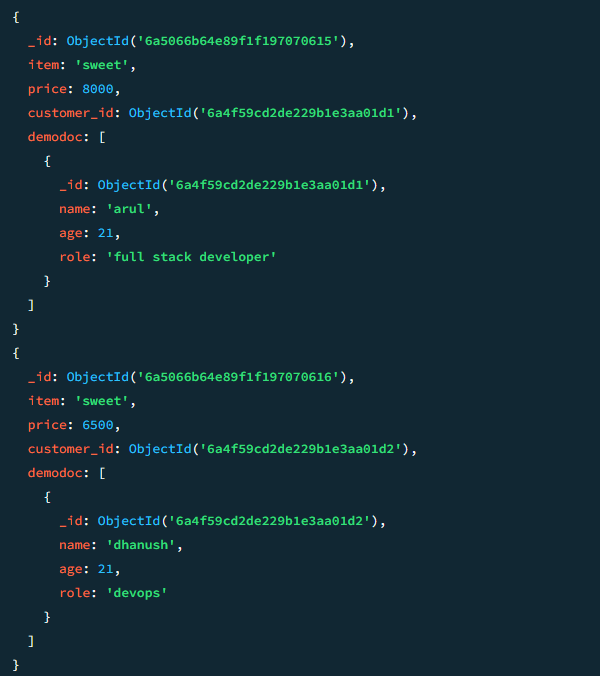 {
  _id: ObjectId('6a5066b64e89f1f197070615'),
  item: 'sweet',
  price: 8000,
  customer_id: ObjectId('6a4f59cd2de229b1e3aa01d1'),
  demodoc: [
    {
      _id: ObjectId('6a4f59cd2de229b1e3aa01d1'),
      name: 'arul',
      age: 21,
      role: 'full stack developer'
    }
  ]
}
{
  _id: ObjectId('6a5066b64e89f1f197070616'),
  item: 'sweet',
  price: 6500,
  customer_id: ObjectId('6a4f59cd2de229b1e3aa01d2'),
  demodoc: [
    {
      _id: ObjectId('6a4f59cd2de229b1e3aa01d2'),
      name: 'dhanush',
      age: 21,
      role: 'devops'
    }
  ]
}